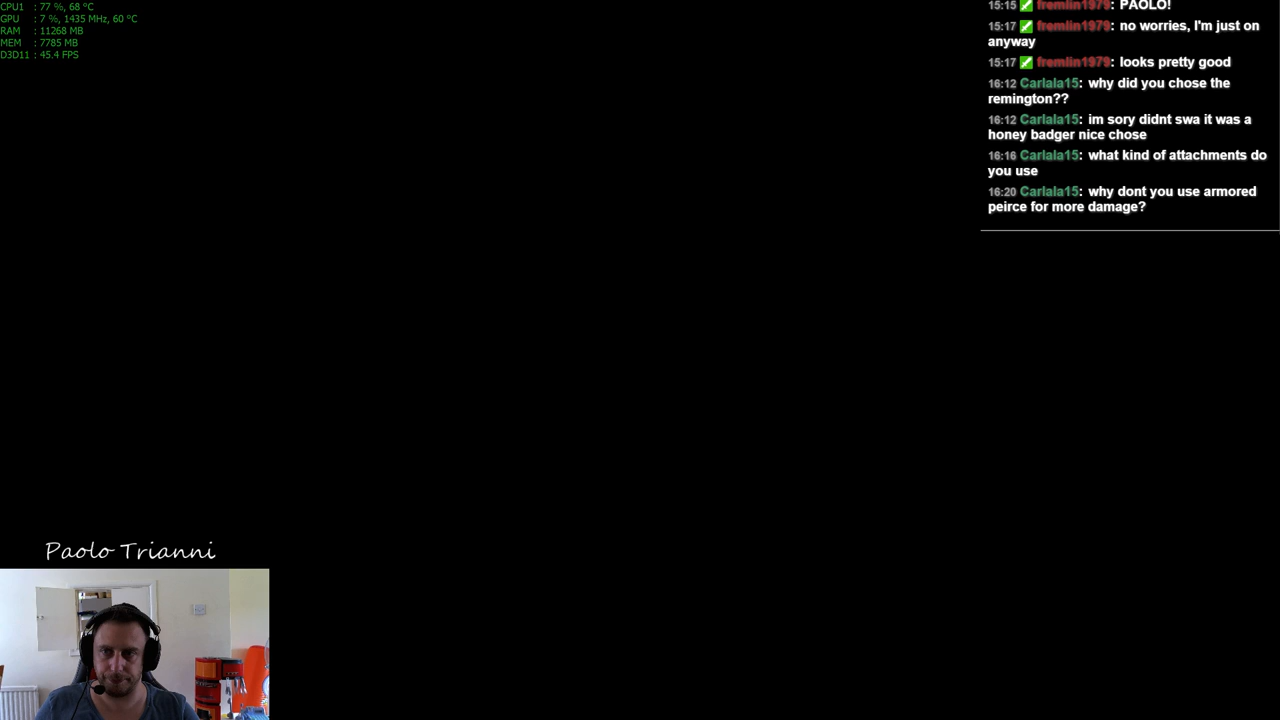 CPU1 : 77 %, 68 °C
GPU : 7 %, 1435 MHz, 60 °C
RAM : 11268 MB
MEM : 7785 MB
D3D11 : 45.4 FPS
15:15 fremlin1979: PAOLO!
15:17 fremlin1979: no worries, I'm just on
anyway
15:17 fremlin1979: looks pretty good
16:12 Carlala15: why did you chose the
remington??
16:12 Carlala15: im sory didnt swa it was a
honey badger nice chose
16:16 Carlala15: what kind of attachments do
you use
16:20 Carlala15: why dont you use armored
peirce for more damage?
Paolo Trianni